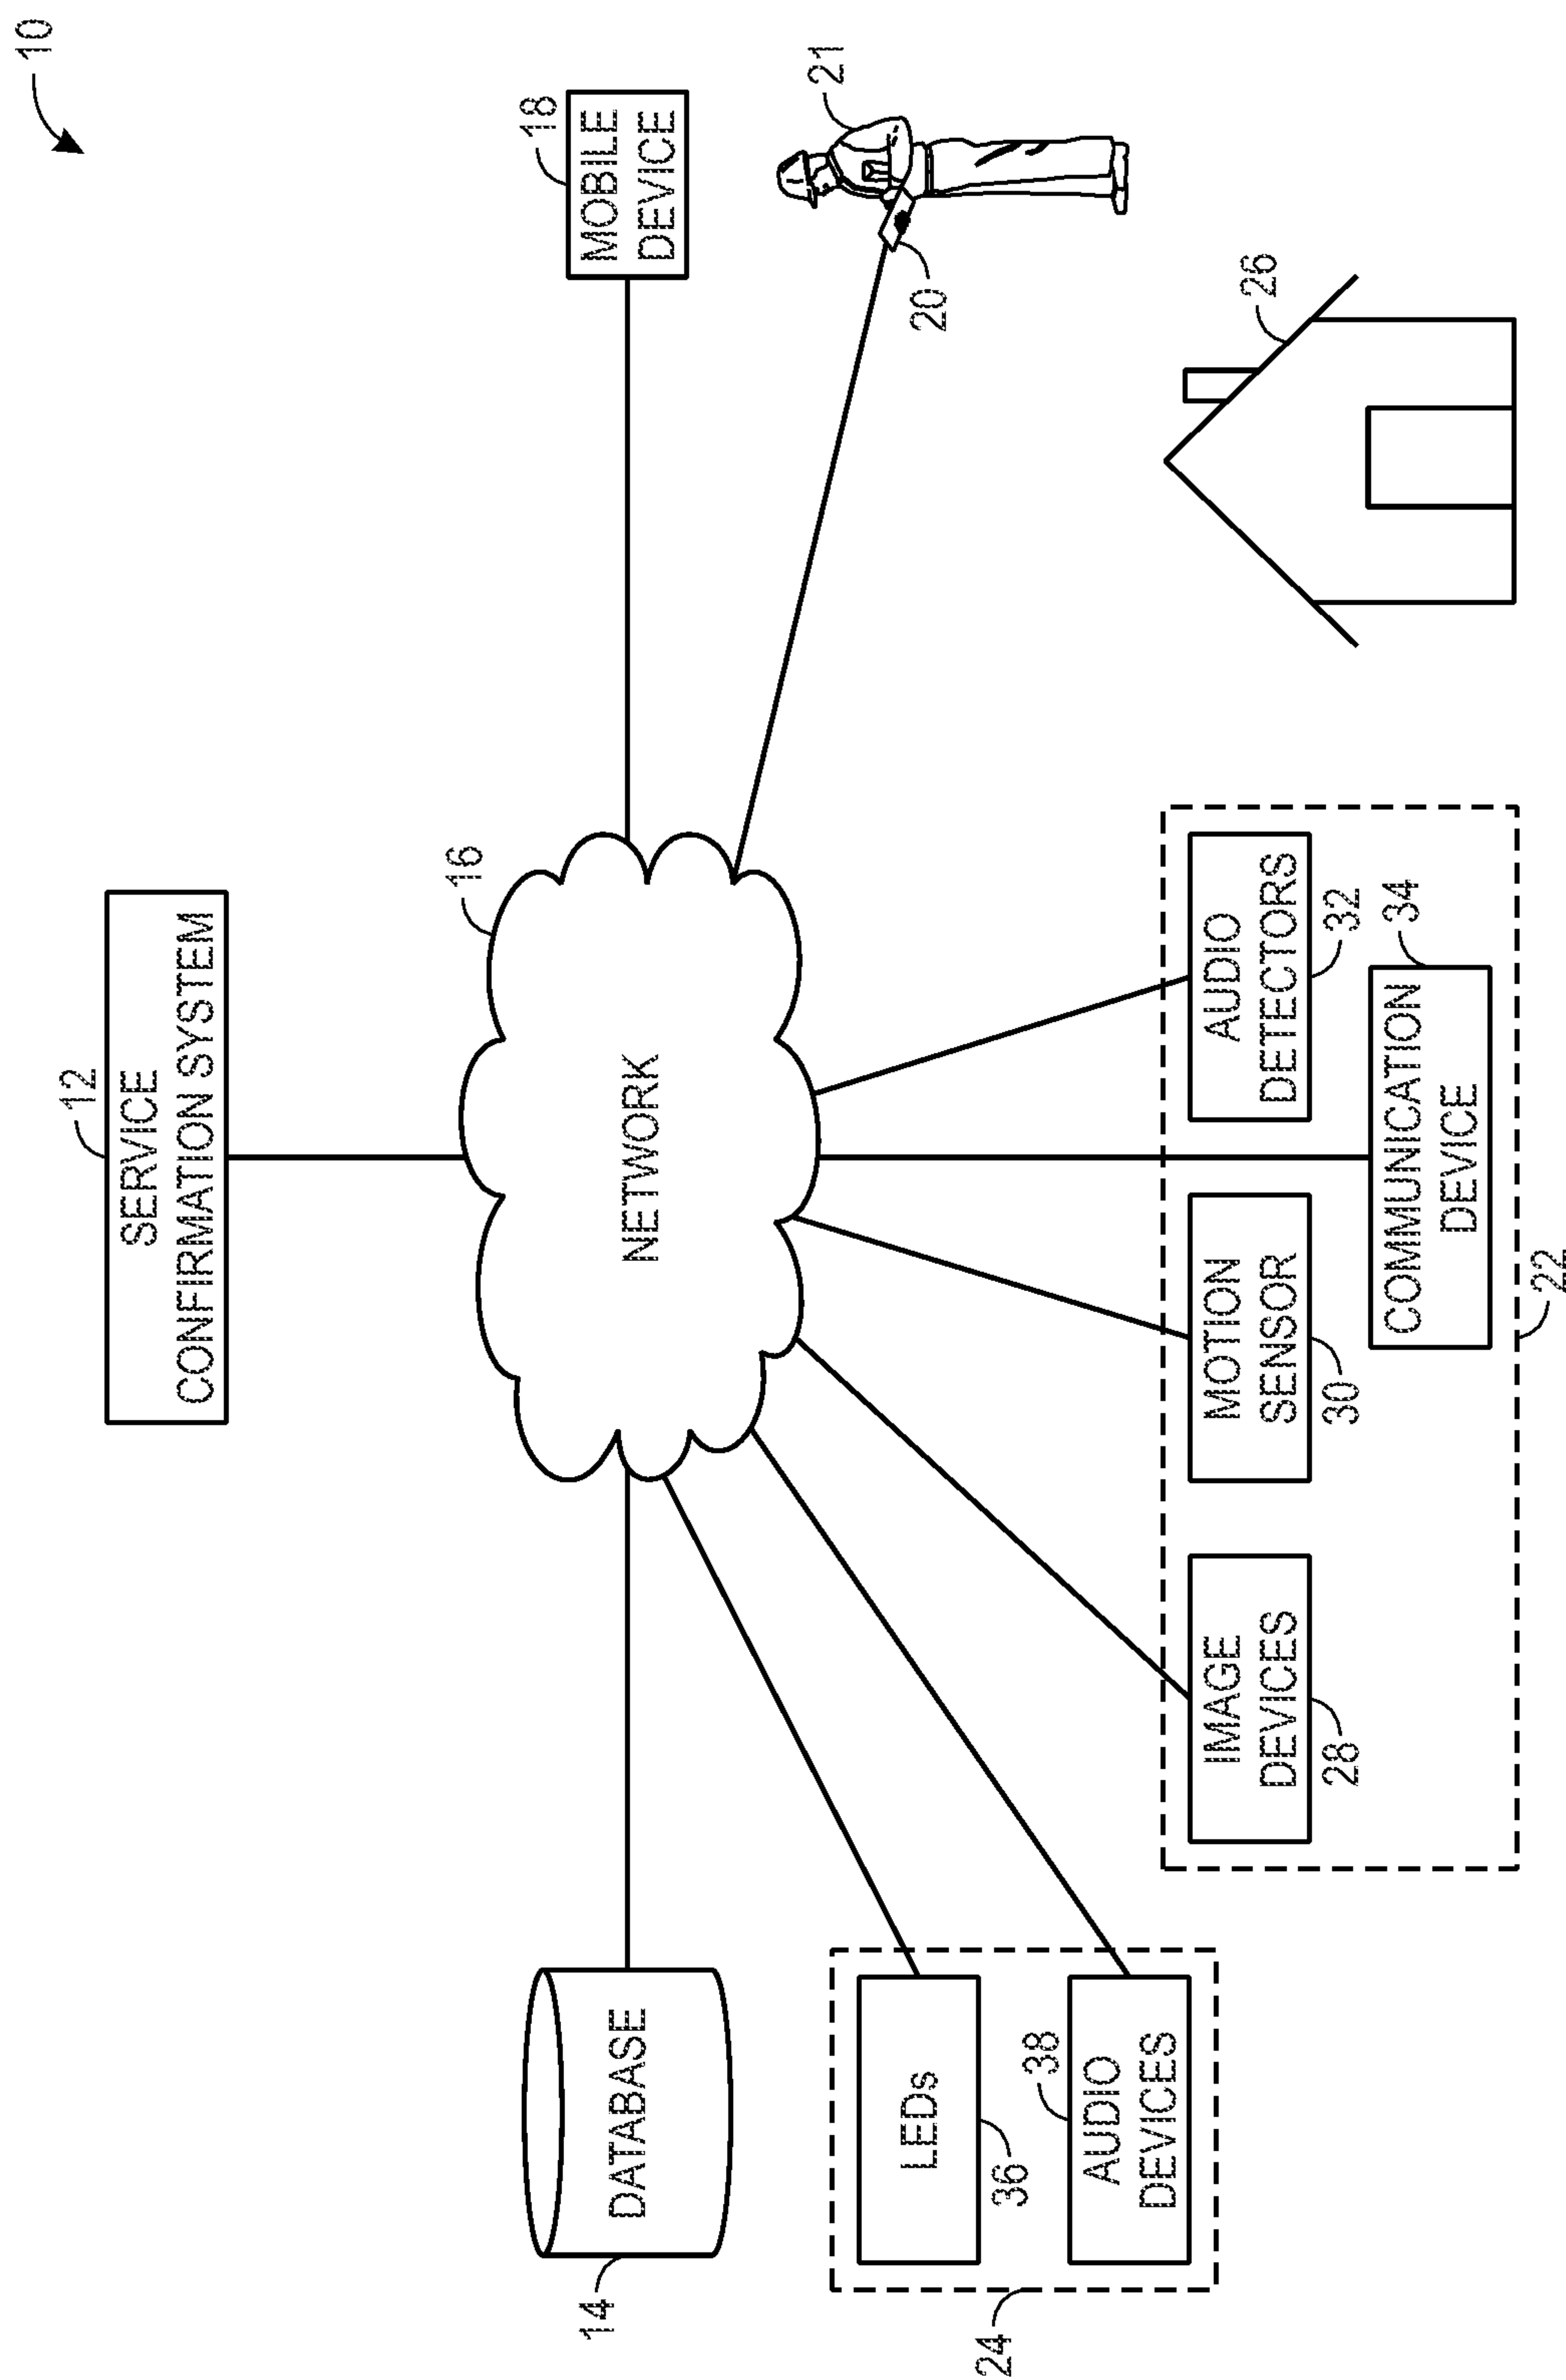 10
12
SERVICE
CONFIRMATION SYSTEM
14
DATABASE
16
NETWORK
18
MOBILE
DEVICE
24
LEDs
36
38
AUDIO
DEVICES
20
21
IMAGE
DEVICES
28
MOTION
SENSOR
30
AUDIO
DETECTORS
32
COMMUNICATION
DEVICE
34
22
26